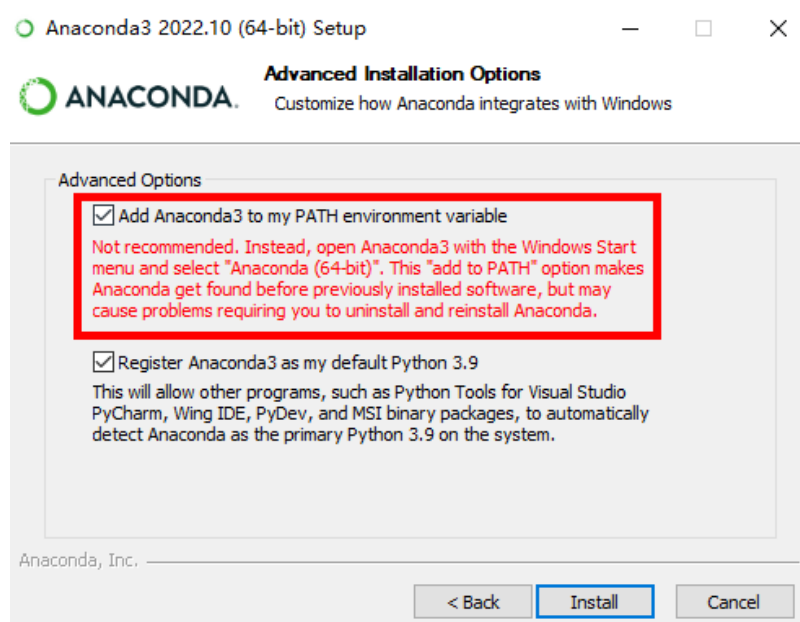 Anaconda3 2022.10 (64-bit) Setup
ANACONDA.
Advanced Installation Options
Customize how Anaconda integrates with Windows
Advanced Options
Add Anaconda3 to my PATH environment variable
Not recommended. Instead, open Anaconda3 with the Windows Start
menu and select "Anaconda (64-bit)". This "add to PATH" option makes
Anaconda get found before previously installed software, but may
cause problems requiring you to uninstall and reinstall Anaconda.
Register Anaconda3 as my default Python 3.9
This will allow other programs, such as Python Tools for Visual Studio
PyCharm, Wing IDE, PyDev, and MSI binary packages, to automatically
detect Anaconda as the primary Python 3.9 on the system.
Anaconda, Inc.
< Back
Install
Cancel